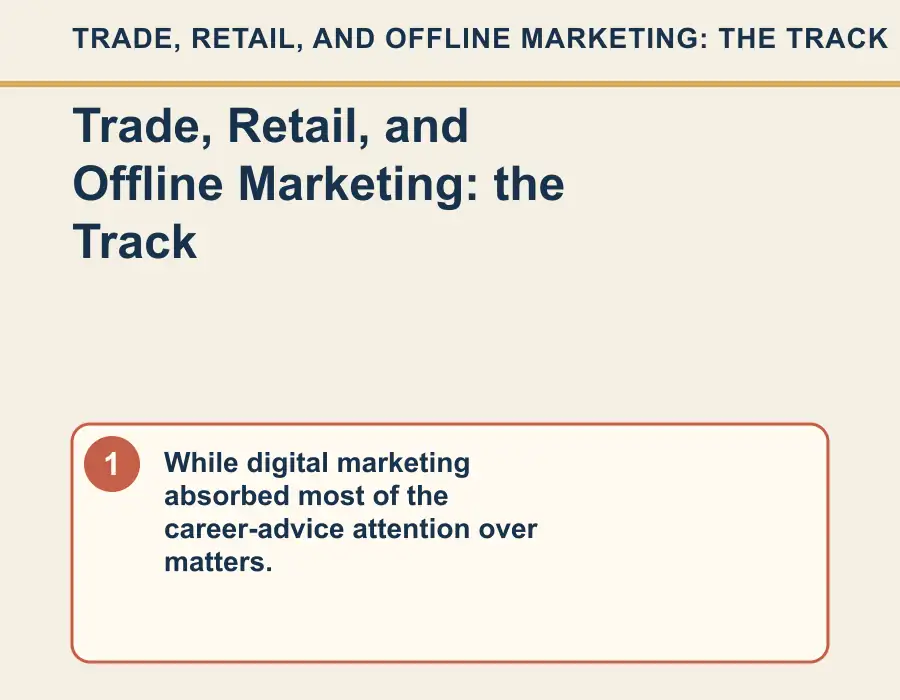 TRADE, RETAIL, AND OFFLINE MARKETING: THE TRACK
Trade, Retail, and
Offline Marketing: the
Track
1
While digital marketing
absorbed most of the
career-advice attention over
matters.